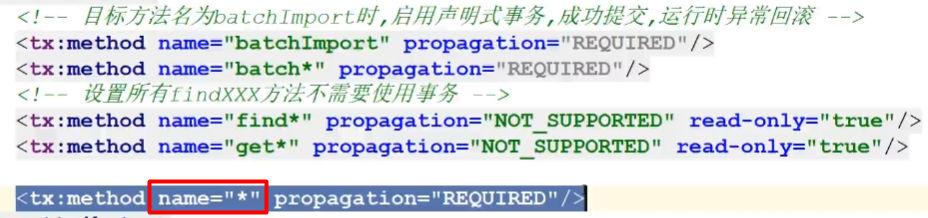 <!-- 目标方法名为batchImport时,启用声明式事务,成功提交,运行时异常回滚 -->
<tx:method name="batchImport" propagation="REQUIRED"/>
<tx:method name="batch*" propagation="REQUIRED"/>
<!-- 设置所有findXXX方法不需要使用事务 -->
<tx:method name="find*" propagation="NOT_SUPPORTED" read-only="true"/>
<tx:method name="get*" propagation="NOT_SUPPORTED" read-only="true"/>
<tx:method name="*" propagation="REQUIRED"/>